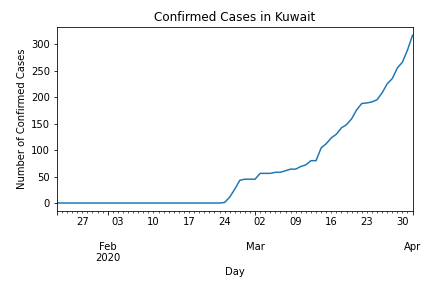 Confirmed Cases in Kuwait
Number of Confirmed Cases
300
250
200
150
100
50
0
27 03 10 17 24 02 09 16 23 30
Feb Mar Apr
2020
Day